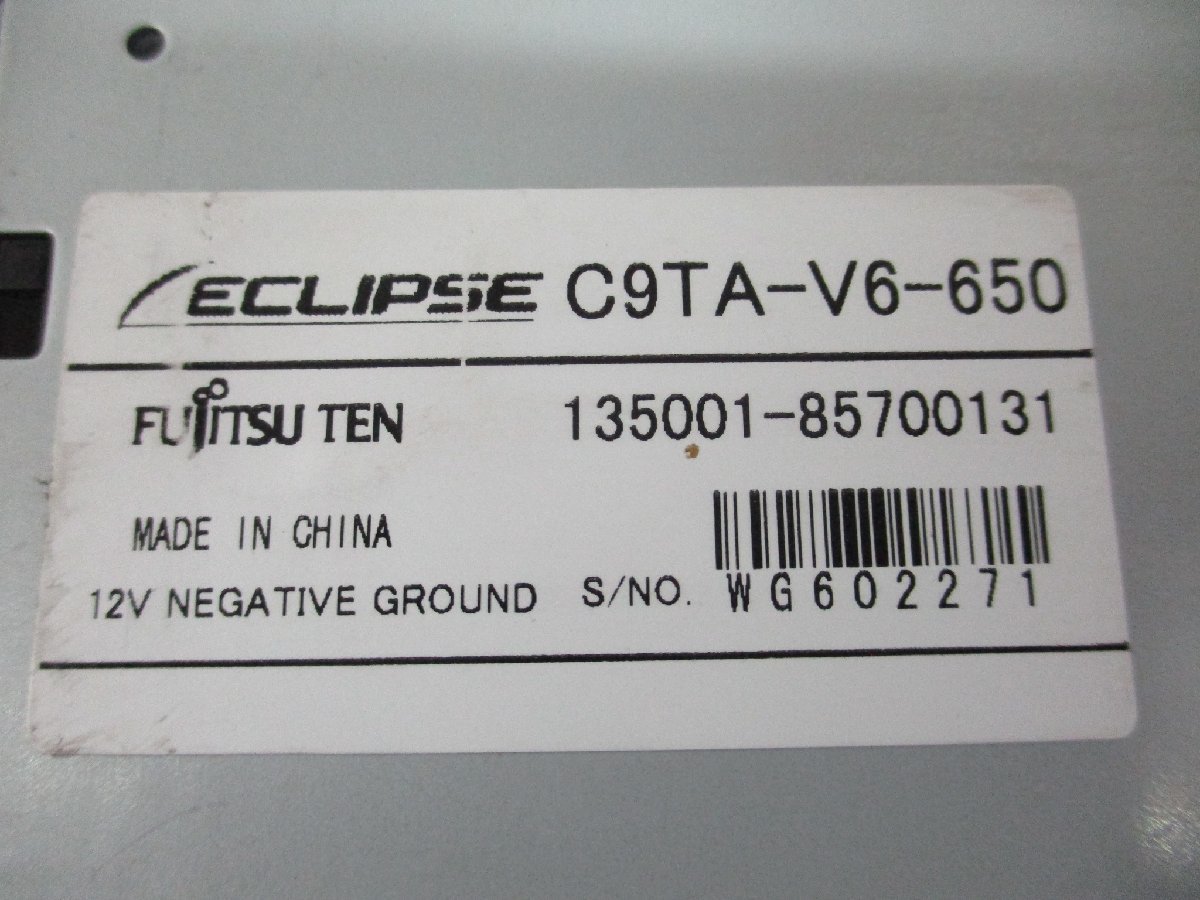 ECLIPSE C9TA-V6-650
FUJITSU TEN 135001-85700131
MADE IN CHINA
12V NEGATIVE GROUND S/NO. WG602271